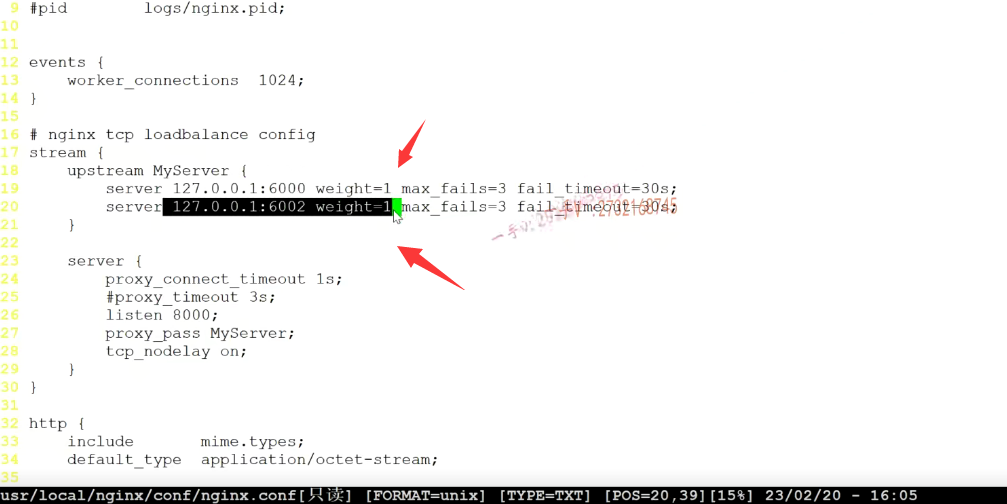 9 #pid        logs/nginx.pid;
10
11
12 events {
13     worker_connections  1024;
14 }
15
16 # nginx tcp loadbalance config
17 stream {
18     upstream MyServer {
19         server 127.0.0.1:6000 weight=1 max_fails=3 fail_timeout=30s;
20         server 127.0.0.1:6002 weight=1 max_fails=3 fail_timeout=30s;
21     }
22
23     server {
24         proxy_connect_timeout 1s;
25         #proxy_timeout 3s;
26         listen 8000;
27         proxy_pass MyServer;
28         tcp_nodelay on;
29     }
30 }
31
32 http {
33     include       mime.types;
34     default_type  application/octet-stream;
35
usr/local/nginx/conf/nginx.conf[只读] [FORMAT=unix] [TYPE=TXT] [POS=20,39][15%] 23/02/20 - 16:05